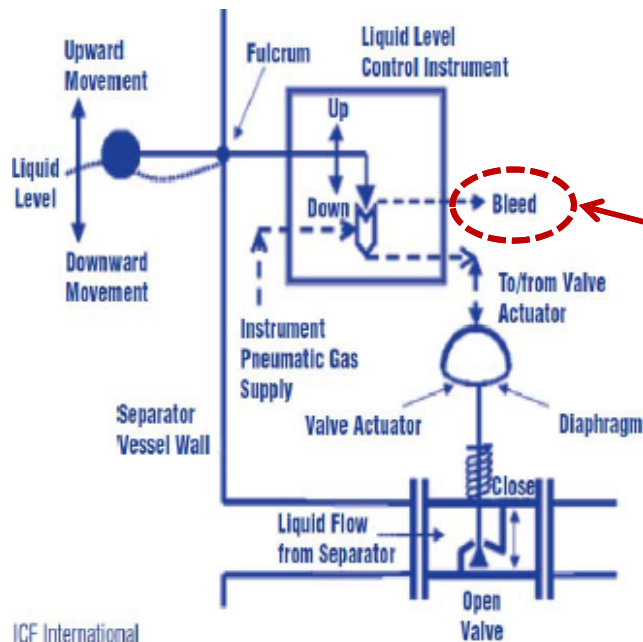 Upward
Movement
Fulcrum
Liquid Level
Control Instrument
Up
Liquid
Level
Down
Bleed
Downward
Movement
To/from Valve
Actuator
Instrument
Pneumatic Gas
Supply
Separator
Vessel Wall
Valve Actuator
Diaphragm
Close
Liquid Flow
from Separator
Open
Valve
ICF International